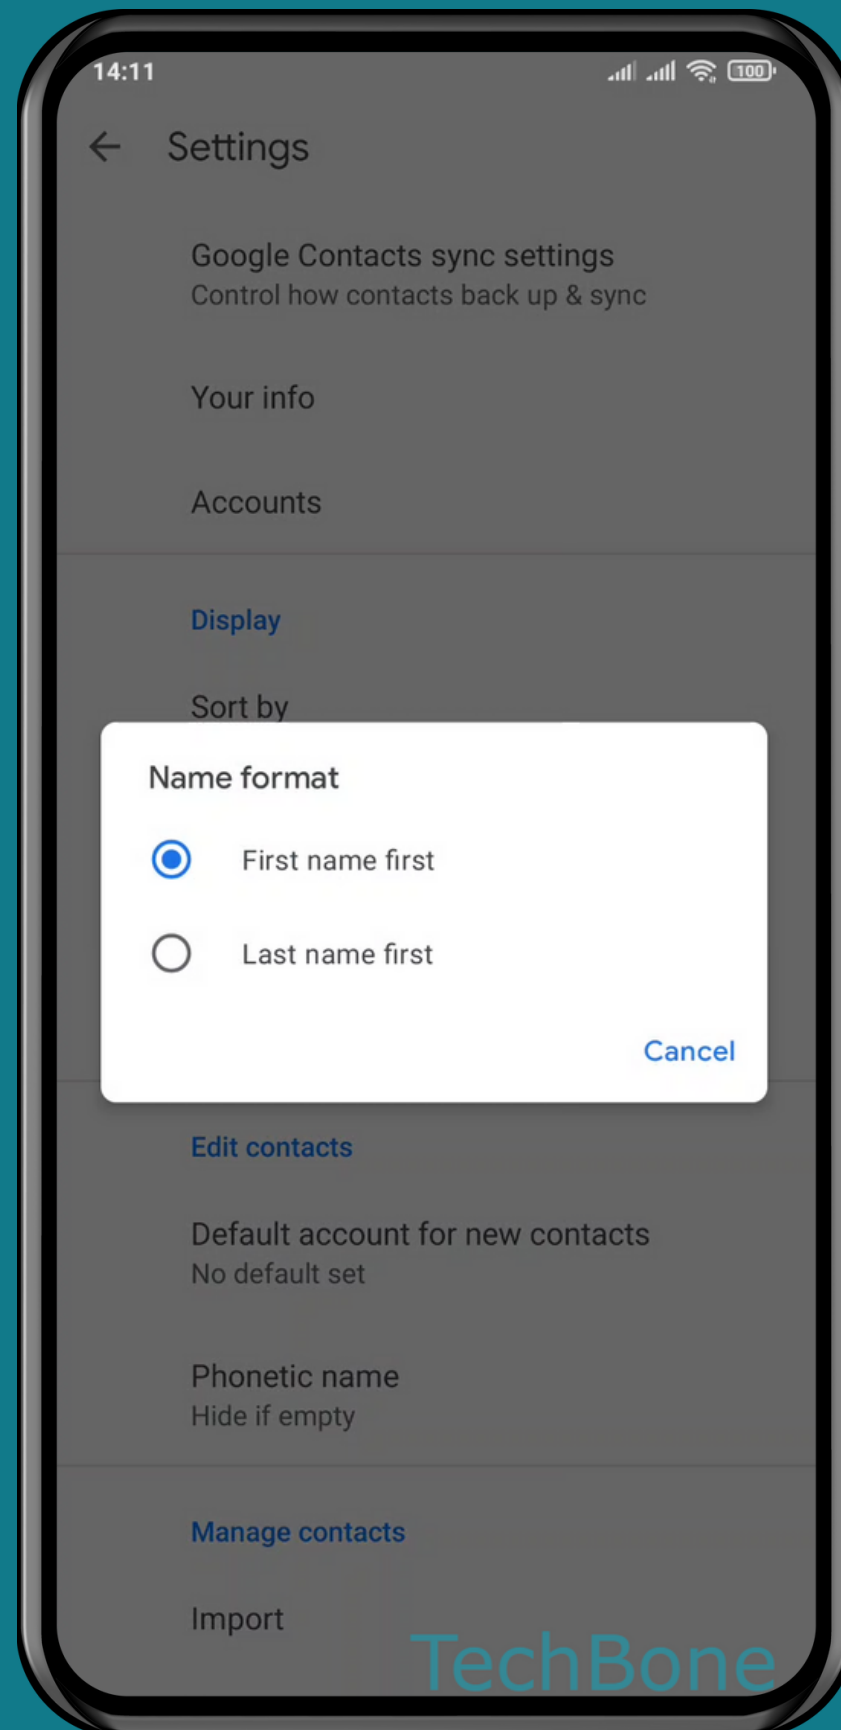 14:11
100
Settings
Google Contacts sync settings
Control how contacts back up & sync
Your info
Accounts
Display
Sort by
Name format
First name first
Last name first
Cancel
Edit contacts
Default account for new contacts
No default set
Phonetic name
Hide if empty
Manage contacts
Import
TechBone